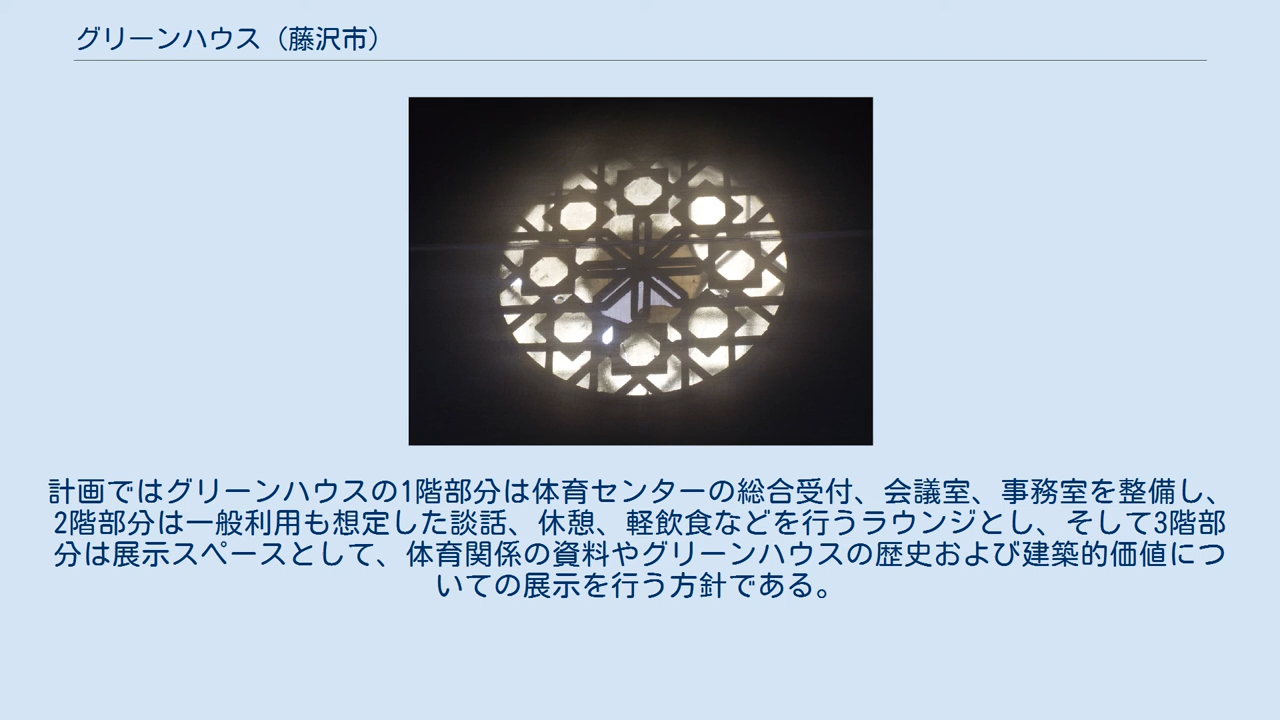 グリーンハウス（藤沢市）
計画ではグリーンハウスの1階部分は体育センターの総合受付、会議室、事務室を整備し、
2階部分は一般利用も想定した談話、休憩、軽飲食などを行うラウンジとし、そして3階部
分は展示スペースとして、体育関係の資料やグリーンハウスの歴史および建築的価値につ
いての展示を行う方針である。